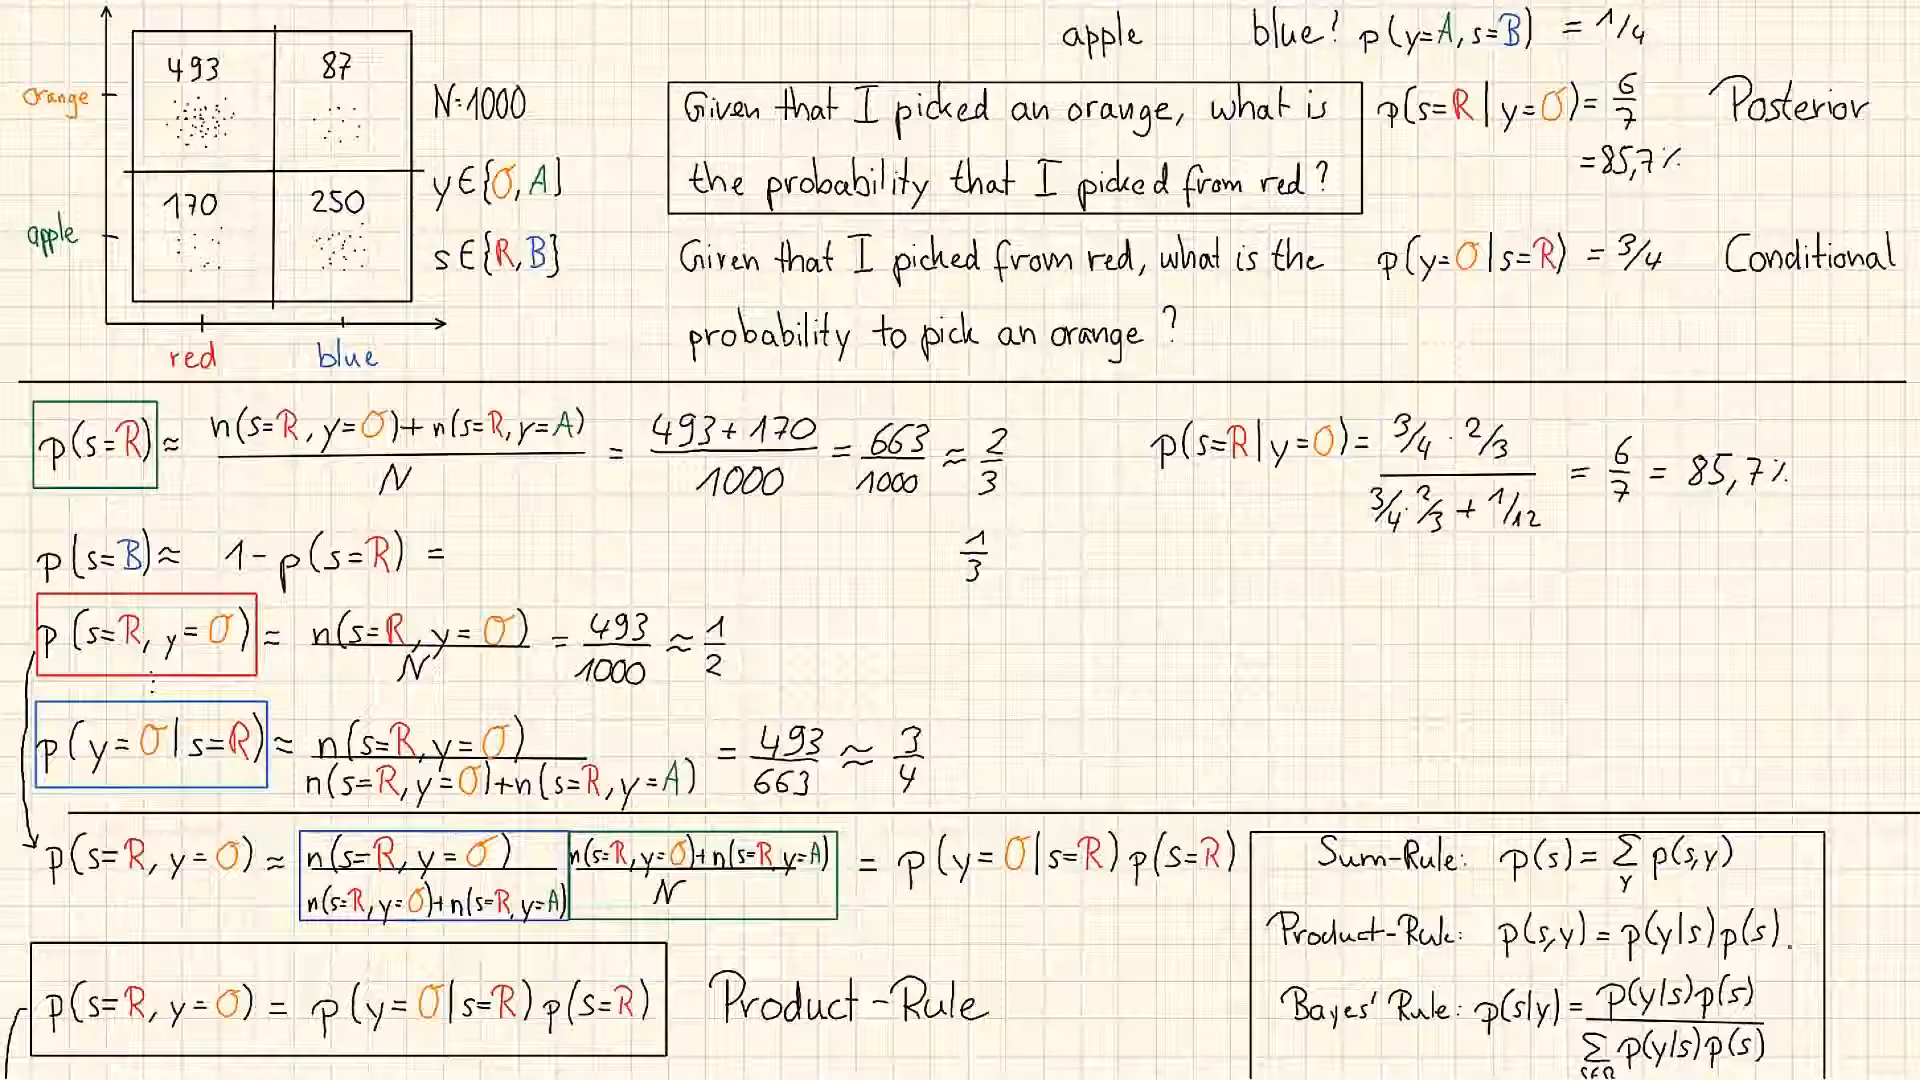 apple blue? p(y=A, s=B) = 1/4
493 87
orange
N=1000
Given that I picked an orange, what is
the probability that I picked from red?
p(s=R | y=O) = 6/7
= 85,7%
Posterior
y∈{O, A}
170 250
apple
s∈{R, B}
Given that I picked from red, what is the
probability to pick an orange?
p(y=O | s=R) = 3/4
Conditional
red blue
p(s=R) ≈ n(s=R, y=O)+n(s=R, y=A) / N = 493+170 / 1000 = 663/1000 ≈ 2/3
p(s=R | y=O) = 3/4 · 2/3 / 3/4 · 2/3 + 1/12 = 6/7 = 85,7%
p(s=B) ≈ 1-p(s=R) = 1/3
p(s=R, y=O) = n(s=R, y=O) / N = 493/1000 ≈ 1/2
p(y=O | s=R) ≈ n(s=R, y=O) / n(s=R, y=O)+n(s=R, y=A) = 493/663 ≈ 3/4
p(s=R, y=O) ≈ n(s=R, y=O) / n(s=R, y=O)+n(s=R, y=A) n(s=R, y=O)+n(s=R, y=A) / N = p(y=O | s=R) p(s=R)
p(s=R, y=O) = p(y=O | s=R) p(s=R) Product-Rule
Sum-Rule: p(s) = Σ_y p(s,y)
Product-Rule: p(s,y) = p(y|s)p(s).
Bayes' Rule: p(s|y) = p(y|s)p(s) / Σ p(y|s)p(s)